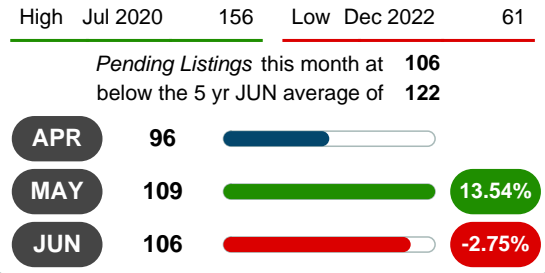 High Jul 2020 156 Low Dec 2022 61
Pending Listings this month at 106
below the 5 yr JUN average of 122
APR 96
MAY 109 13.54%
JUN 106 -2.75%